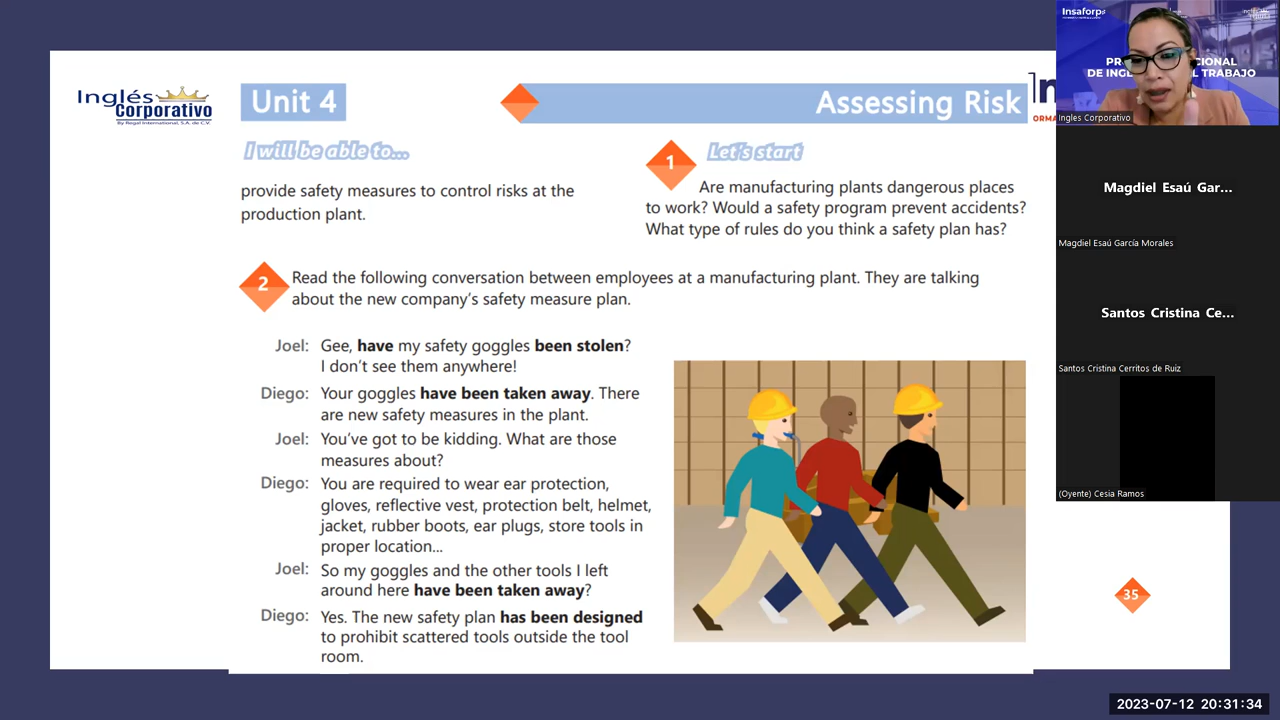 Inglés
Corporativo
By Regal International, S.A. de C.V.
Unit 4
Assessing Risk
I will be able to...
provide safety measures to control risks at the
production plant.
1
Let's start
Are manufacturing plants dangerous places
to work? Would a safety program prevent accidents?
What type of rules do you think a safety plan has?
2
Read the following conversation between employees at a manufacturing plant. They are talking
about the new company's safety measure plan.
Joel: Gee, have my safety goggles been stolen?
I don't see them anywhere!
Diego: Your goggles have been taken away. There
are new safety measures in the plant.
Joel: You've got to be kidding. What are those
measures about?
Diego: You are required to wear ear protection,
gloves, reflective vest, protection belt, helmet,
jacket, rubber boots, ear plugs, store tools in
proper location...
Joel: So my goggles and the other tools I left
around here have been taken away?
Diego: Yes. The new safety plan has been designed
to prohibit scattered tools outside the tool
room.
35
Insaforp
DE INGL L TRABAJO
Ingles Corporativo
Magdiel Esaú Gar...
Magdiel Esaú García Morales
Santos Cristina Ce...
Santos Cristina Cerritos de Ruiz
(Oyente) Cesia Ramos
2023-07-12 20:31:34